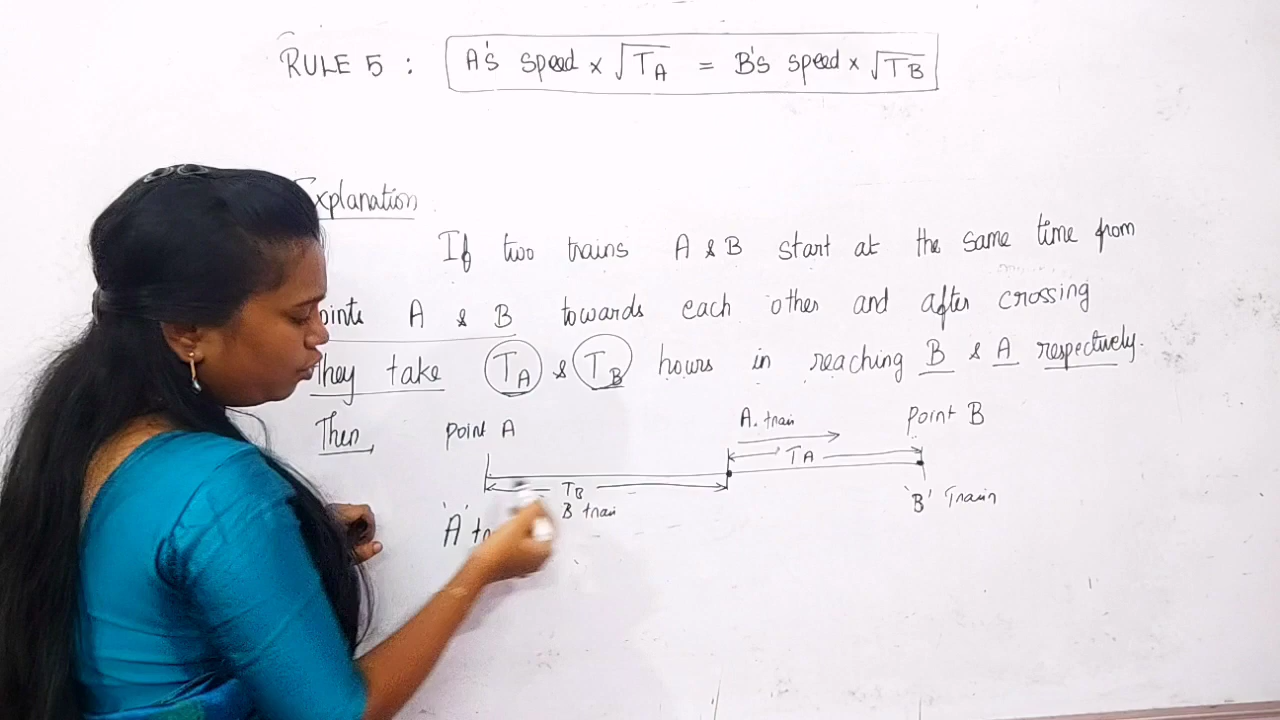 RULE 5 : A's speed × √TA = B's speed × √TB
Explanation
If two trains A & B start at the same time from
points A & B towards each other and after crossing
they take TA & TB hours in reaching B & A respectively.
Then,
point A
A. train
point B
TA
TB
B train
'A' tr
'B' Train